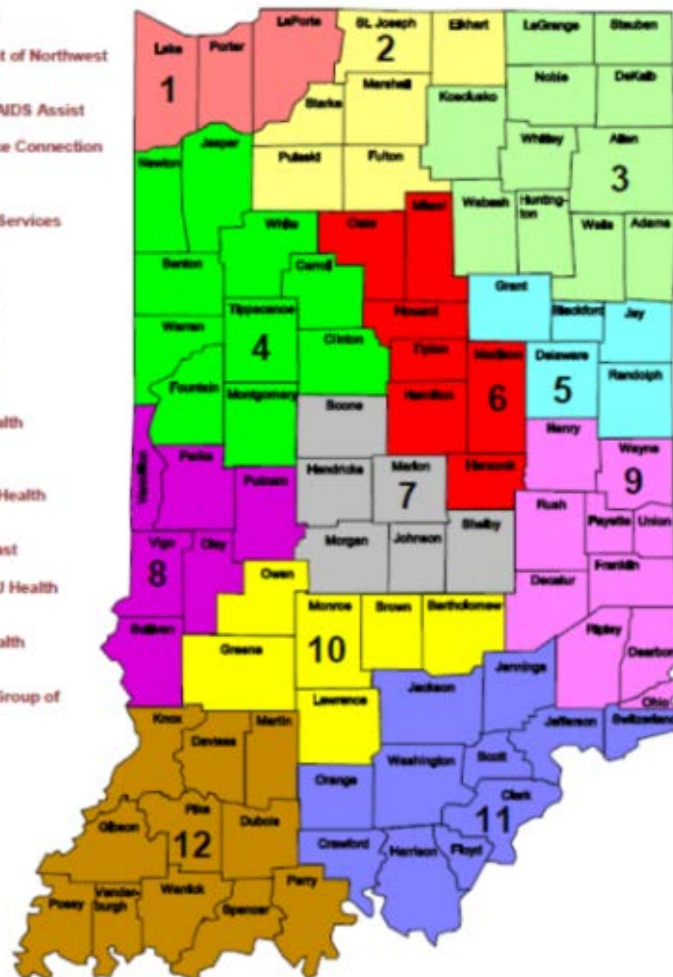 t of Northwest
AIDS Assist
ce Connection
Services
alth
Health
ast
J Health
alth
Group of
Lake
Porter
LaPorte
St. Joseph
Elkhart
LaGrange
Steuben
1
2
Starke
Marshall
Kosciusko
Noble
DeKalb
Newton
Jasper
Pulaski
Fulton
Whitley
Allen
3
Wabash
Hunting-
ton
Wells
Adams
White
Cass
Miami
Benton
Carroll
Grant
Blackford
Jay
Warren
Tippecanoe
4
Clinton
Howard
Tipton
Madison
6
Delaware
5
Randolph
Fountain
Montgomery
Boone
Hamilton
Henry
Wayne
9
Parke
Putnam
Hendricks
Marion
7
Hancock
Rush
Fayette
Union
Vigo
8
Clay
Morgan
Johnson
Shelby
Franklin
Decatur
Owen
Sullivan
Greene
Monroe
10
Brown
Bartholomew
Ripley
Dearborn
Jennings
Ohio
Lawrence
Jackson
Jefferson
Switzerland
Knox
Daviess
Martin
Orange
Washington
Scott
Clark
11
Gibson
Pike
12
Dubois
Crawford
Harrison
Floyd
Posey
Vander-
burgh
Warrick
Spencer
Perry